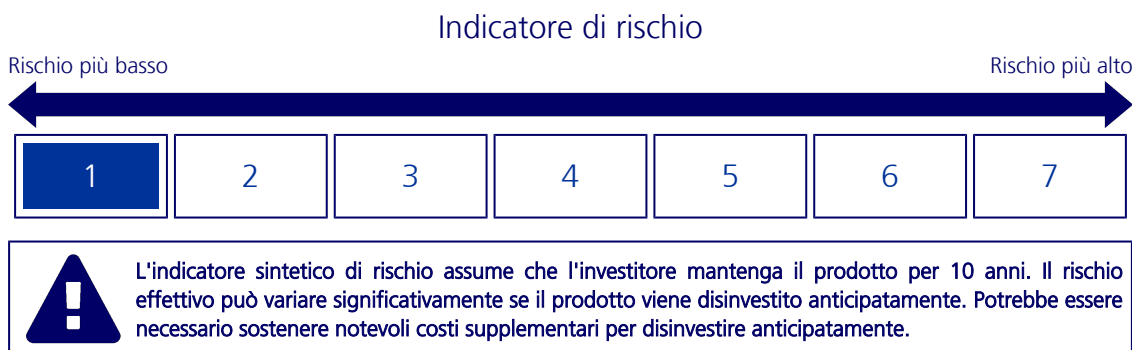 Indicatore di rischio
Rischio più basso Rischio più alto
1 2 3 4 5 6 7
L'indicatore sintetico di rischio assume che l'investitore mantenga il prodotto per 10 anni. Il rischio
effettivo può variare significativamente se il prodotto viene disinvestito anticipatamente. Potrebbe essere
necessario sostenere notevoli costi supplementari per disinvestire anticipatamente.